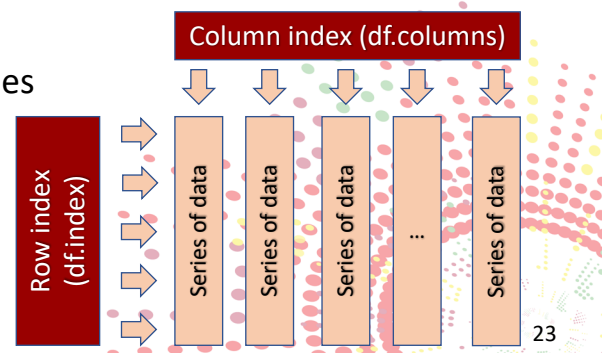 Column index (df.columns)
es
Row index
(df.index)
Series of data
Series of data
Series of data
...
Series of data
23